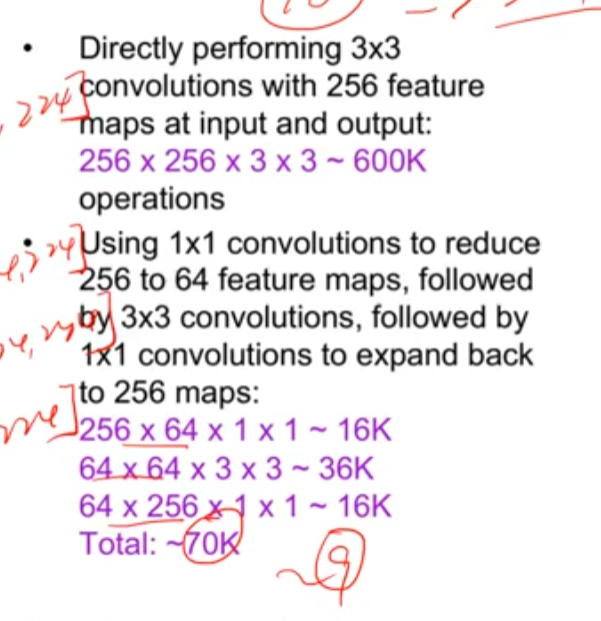 • Directly performing 3x3
convolutions with 256 feature
224]
maps at input and output:
256 x 256 x 3 x 3 ~ 600K
operations
• Using 1x1 convolutions to reduce
256 to 64 feature maps, followed
by 3x3 convolutions, followed by
1x1 convolutions to expand back
to 256 maps:
256 x 64 x 1 x 1 ~ 16K
64 x 64 x 3 x 3 ~ 36K
64 x 256 x 1 x 1 ~ 16K
Total: ~70K
~9